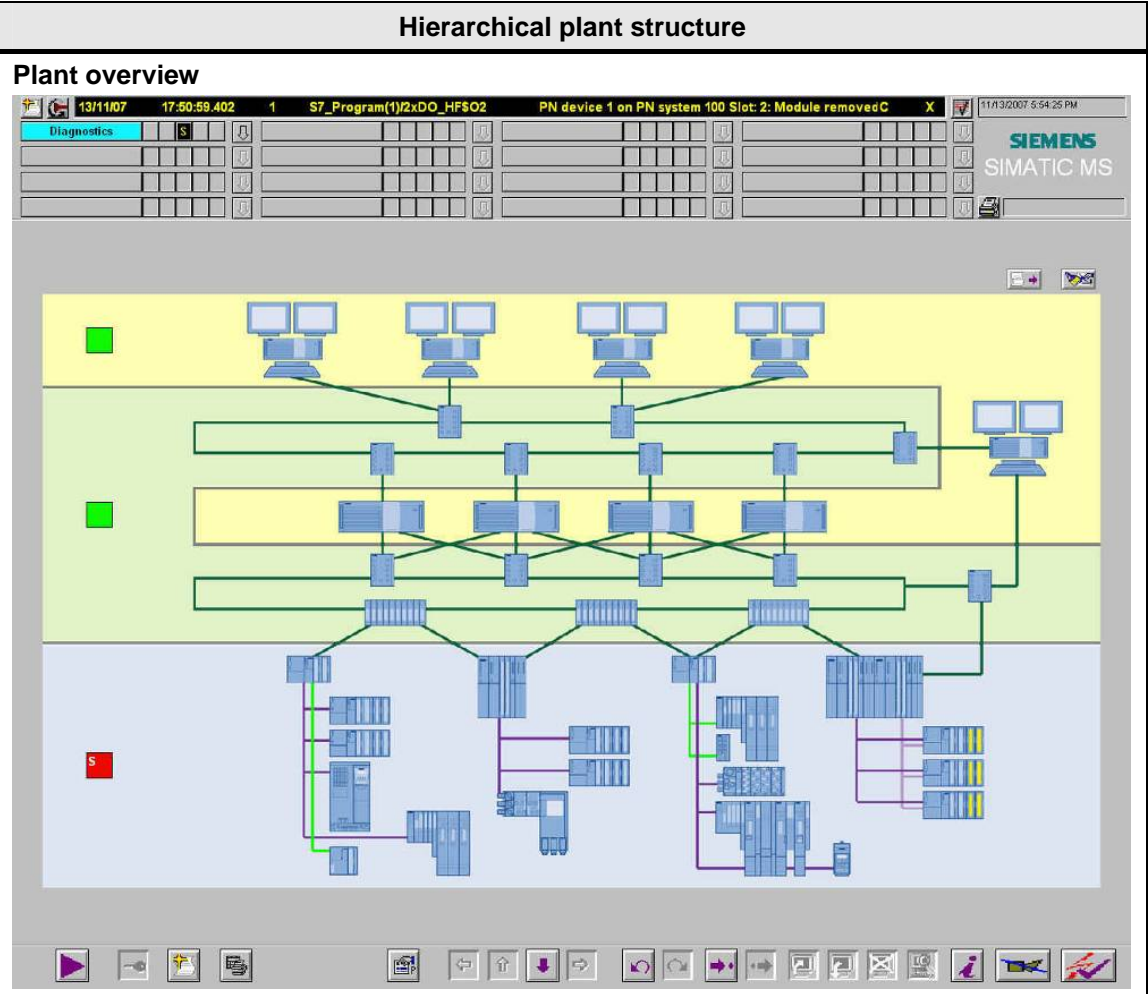 Hierarchical plant structure
Plant overview
13/11/07 17:50:59.402 1 S7_Program(1)/2xDO_HF$O2 PN device 1 on PN system 100 Slot: 2: Module removedC X
11/13/2007 5:54:25 PM
Diagnostics S
SIEMENS
SIMATIC MS
S